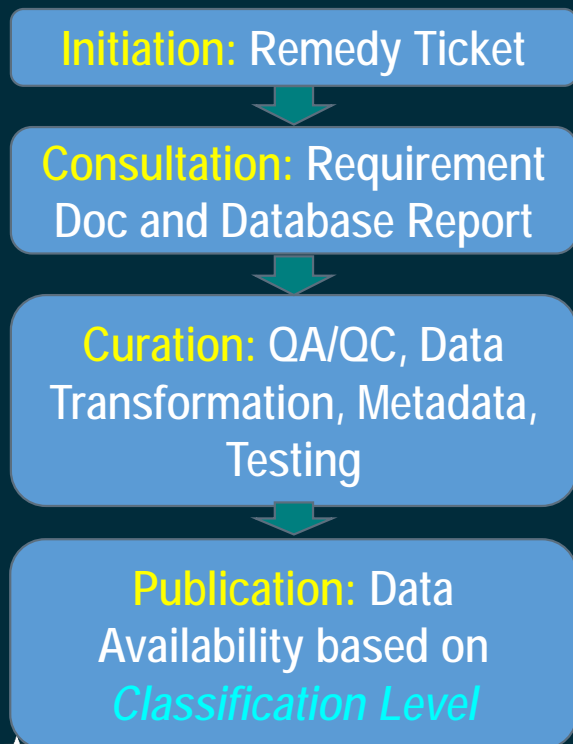 Initiation: Remedy Ticket
Consultation: Requirement
Doc and Database Report
Curation: QA/QC, Data
Transformation, Metadata,
Testing
Publication: Data
Availability based on
Classification Level